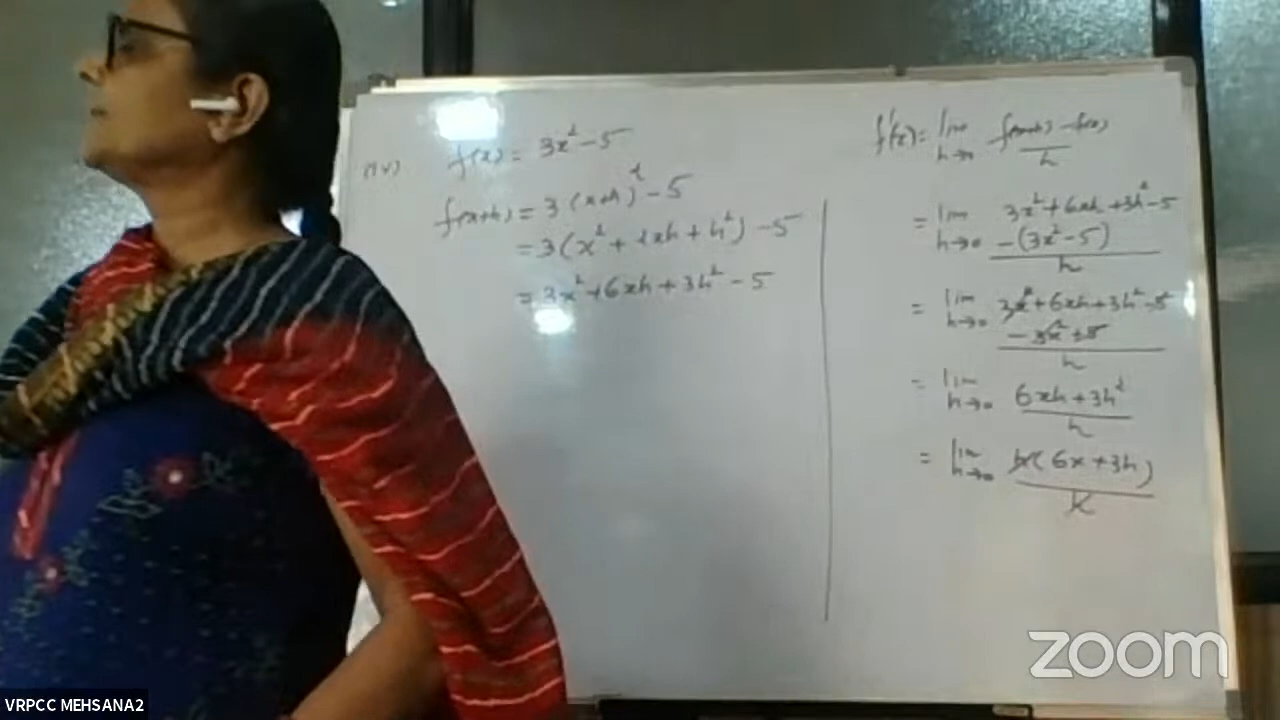 (iv) f(x) = 3x² - 5
f(x+h) = 3(x+h)² - 5
= 3(x² + 2xh + h²) - 5
= 3x² + 6xh + 3h² - 5
f'(x) = lim h→0 f(x+h) - f(x) / h
= lim h→0 3x² + 6xh + 3h² - 5
- (3x² - 5)
h
= lim h→0 3x² + 6xh + 3h² - 5
- 3x² + 5
h
= lim h→0 6xh + 3h² / h
= lim h→0 h(6x + 3h) / h
zoom
VRPCC MEHSANA2